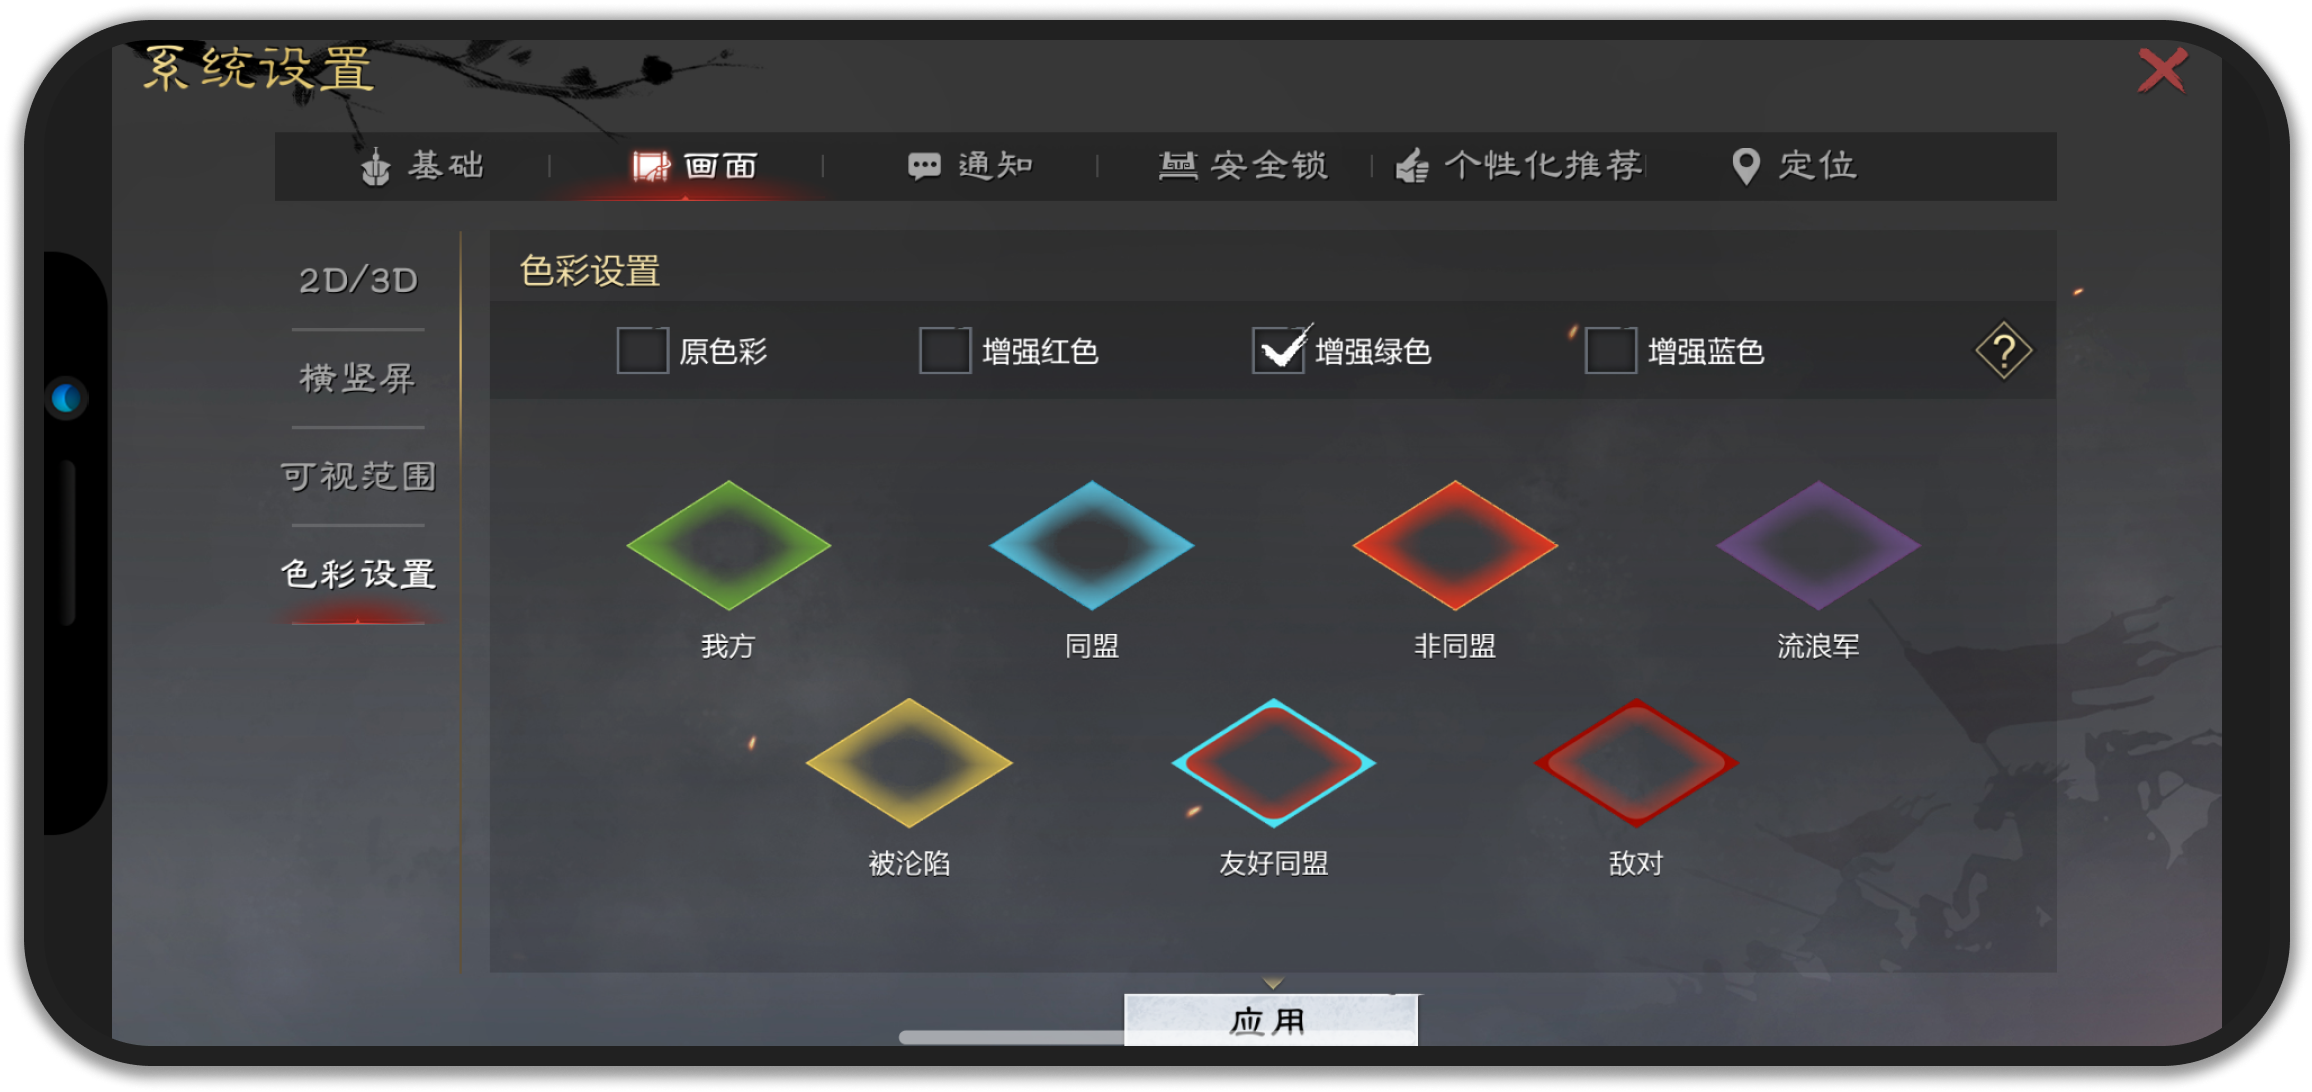 系统设置
基础
画面
通知
安全锁
个性化推荐
定位
2D/3D
横竖屏
可视范围
色彩设置
色彩设置
原色彩
增强红色
增强绿色
增强蓝色
?
我方
同盟
非同盟
流浪军
被沦陷
友好同盟
敌对
应用